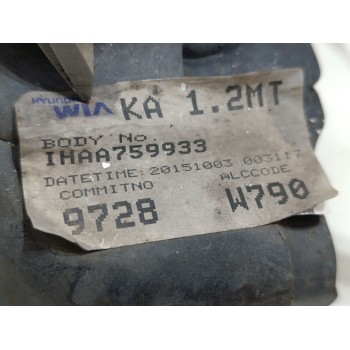 HYUNDAI
WIA KA 1.2MT
BODY No.
IHAA759933
DATETIME:20151003 003117
COMMITNO ALCCODE
9728 W790